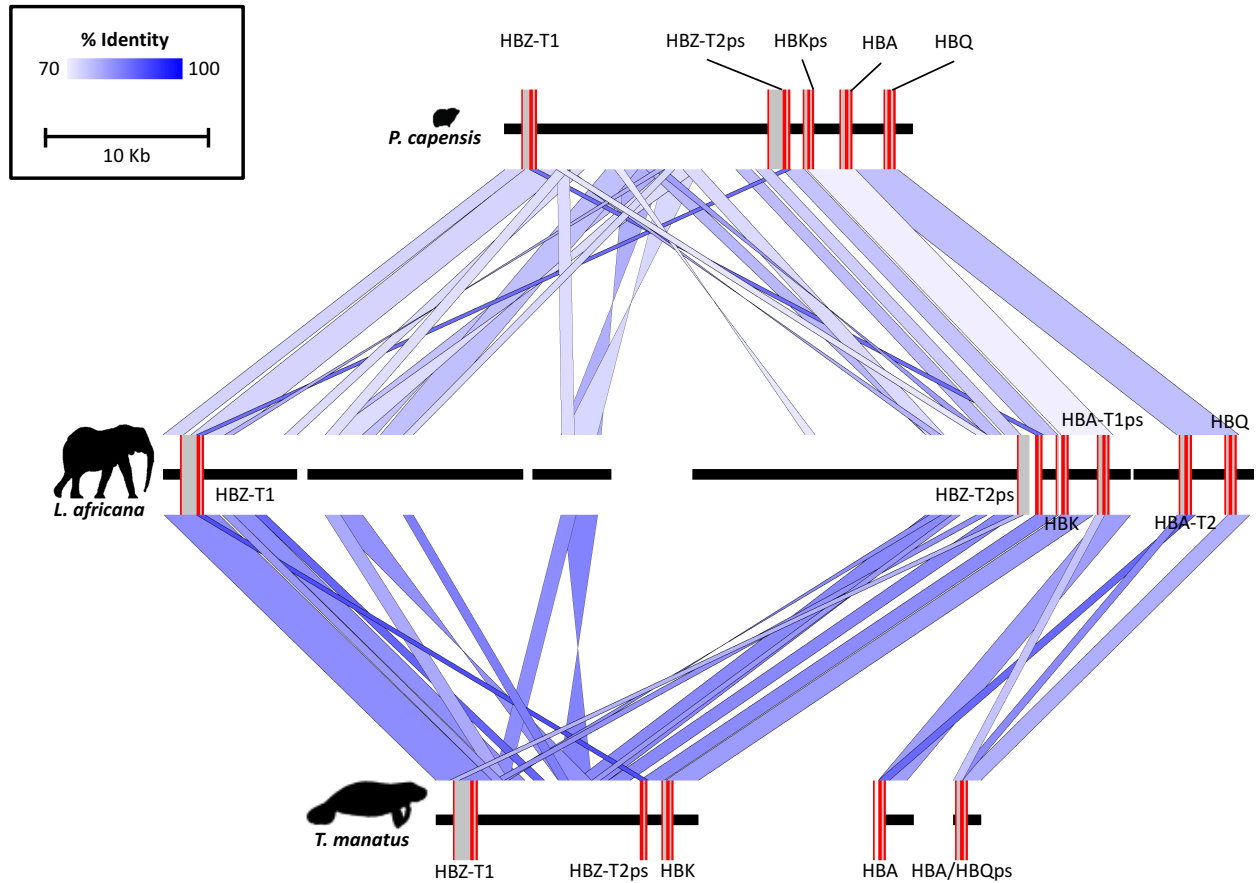 % Identity
70 100
10 Kb
HBZ-T1 HBZ-T2ps HBKps HBA HBQ
P. capensis
HBA-T1ps HBQ
HBZ-T1 HBZ-T2ps
L. africana
HBK HBA-T2
T. manatus
HBZ-T1 HBZ-T2ps HBK HBA HBA/HBQps